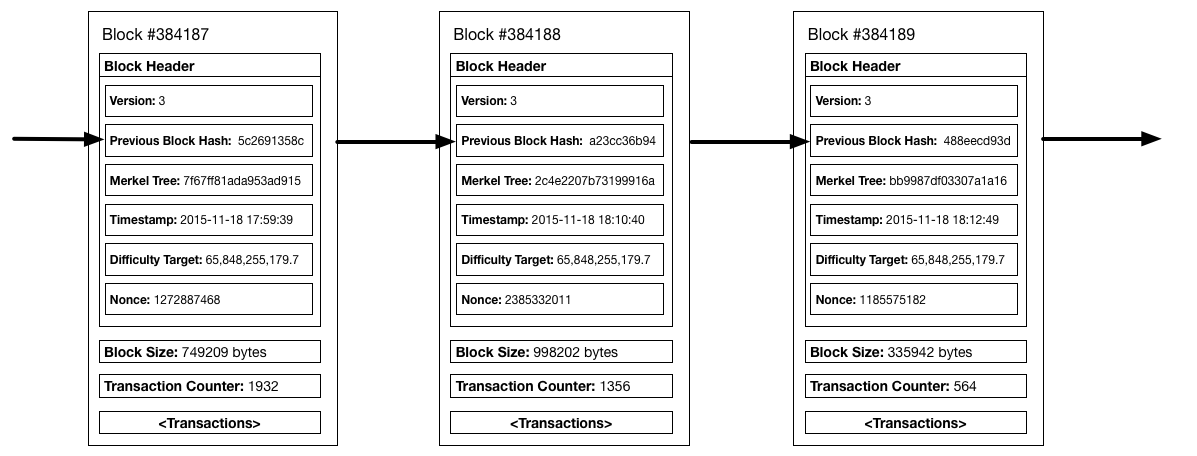 Block #384187
Block Header
Version: 3
Previous Block Hash: 5c2691358c
Merkel Tree: 7f67ff81ada953ad915
Timestamp: 2015-11-18 17:59:39
Difficulty Target: 65,848,255,179.7
Nonce: 1272887468
Block Size: 749209 bytes
Transaction Counter: 1932
<Transactions>
Block #384188
Block Header
Version: 3
Previous Block Hash: a23cc36b94
Merkel Tree: 2c4e2207b73199916a
Timestamp: 2015-11-18 18:10:40
Difficulty Target: 65,848,255,179.7
Nonce: 2385332011
Block Size: 998202 bytes
Transaction Counter: 1356
<Transactions>
Block #384189
Block Header
Version: 3
Previous Block Hash: 488eecd93d
Merkel Tree: bb9987df03307a1a16
Timestamp: 2015-11-18 18:12:49
Difficulty Target: 65,848,255,179.7
Nonce: 1185575182
Block Size: 335942 bytes
Transaction Counter: 564
<Transactions>